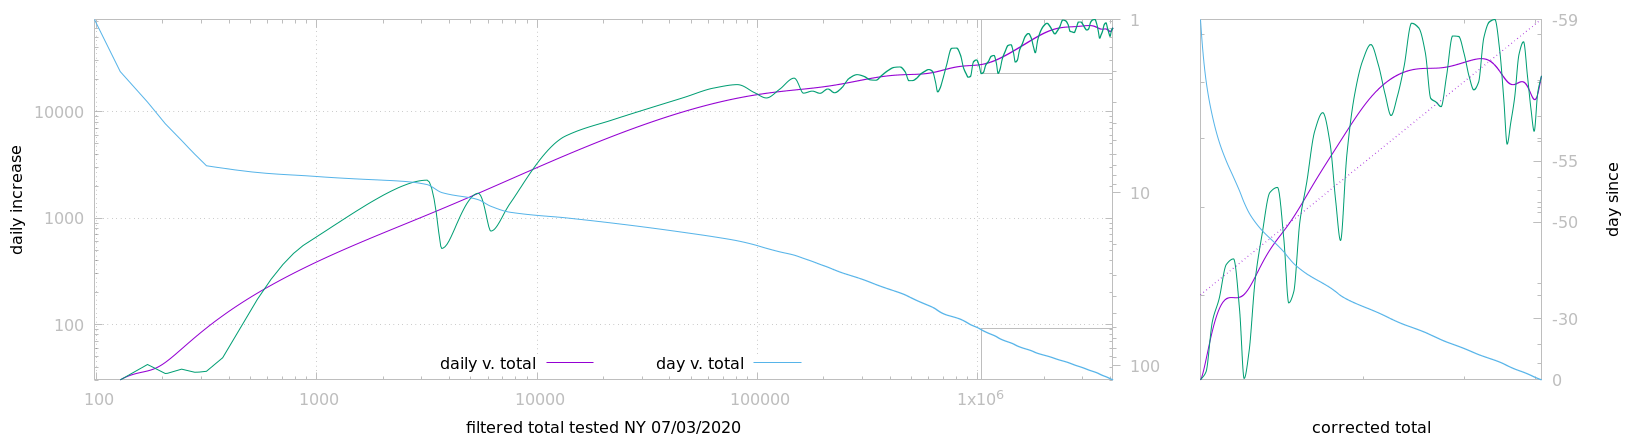 1
-59
10000
daily increase
-55
day since
10
1000
-50
100
-30
daily v. total
day v. total
100
0
100
1000
10000
100000
1x10⁶
filtered total tested NY 07/03/2020
corrected total